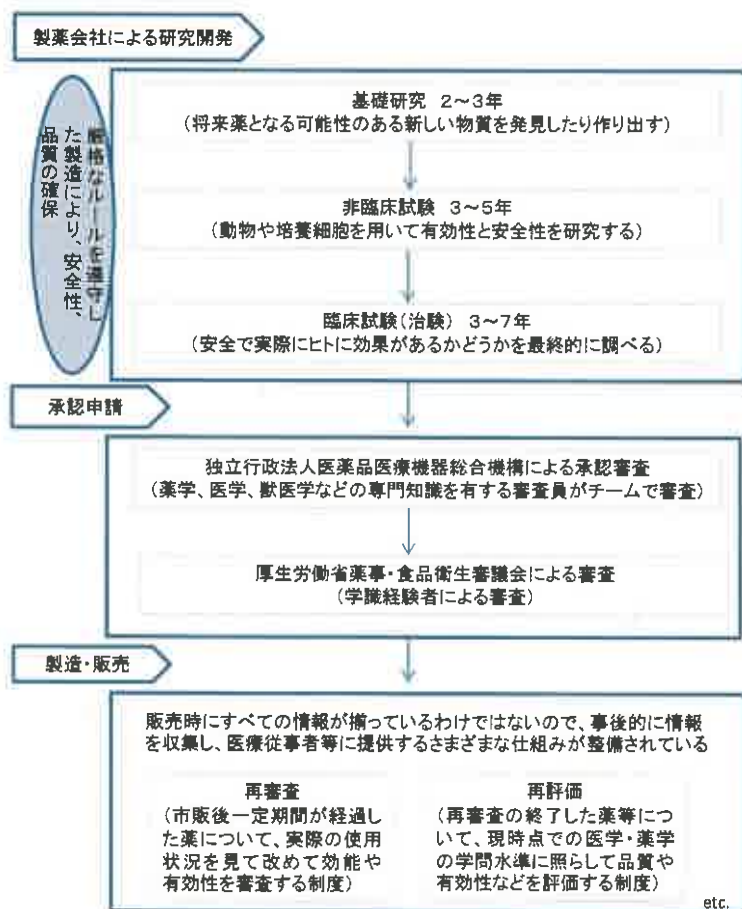 製薬会社による研究開発
厳格なルールを遵守し
た製造により、安全性、
品質の確保
基礎研究 2～3年
(将来薬となる可能性のある新しい物質を発見したり作り出す)
非臨床試験 3～5年
(動物や培養細胞を用いて有効性と安全性を研究する)
臨床試験(治験) 3～7年
(安全で実際にヒトに効果があるかどうかを最終的に調べる)
承認申請
独立行政法人医薬品医療機器総合機構による承認審査
(薬学、医学、獣医学などの専門知識を有する審査員がチームで審査)
厚生労働省薬事・食品衛生審議会による審査
(学識経験者による審査)
製造・販売
販売時にすべての情報が揃っているわけではないので、事後的に情報
を収集し、医療従事者等に提供するさまざまな仕組みが整備されている
再審査
(市販後一定期間が経過し
た薬について、実際の使用
状況を見て改めて効能や
有効性を審査する制度)
再評価
(再審査の終了した薬等につ
いて、現時点での医学・薬学
の学問水準に照らして品質や
有効性などを評価する制度)
etc.